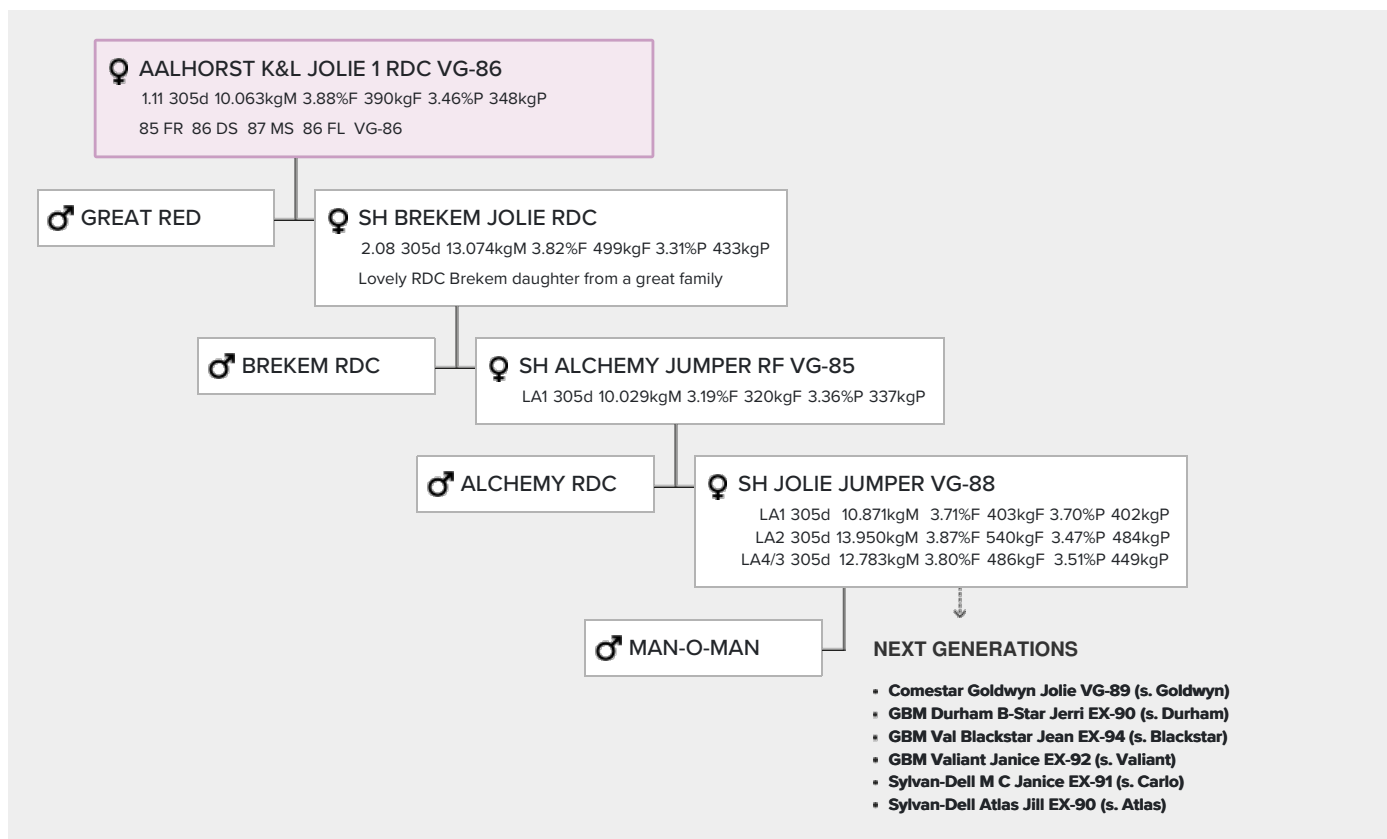 AALHORST K&L JOLIE 1 RDC VG-86
1.11 305d 10.063kgM 3.88%F 390kgF 3.46%P 348kgP
85 FR 86 DS 87 MS 86 FL VG-86
GREAT RED
SH BREKEM JOLIE RDC
2.08 305d 13.074kgM 3.82%F 499kgF 3.31%P 433kgP
Lovely RDC Brekem daughter from a great family
BREKEM RDC
SH ALCHEMY JUMPER RF VG-85
LA1 305d 10.029kgM 3.19%F 320kgF 3.36%P 337kgP
ALCHEMY RDC
SH JOLIE JUMPER VG-88
LA1 305d 10.871kgM 3.71%F 403kgF 3.70%P 402kgP
LA2 305d 13.950kgM 3.87%F 540kgF 3.47%P 484kgP
LA4/3 305d 12.783kgM 3.80%F 486kgF 3.51%P 449kgP
MAN-O-MAN
NEXT GENERATIONS
• Comestar Goldwyn Jolie VG-89 (s. Goldwyn)
• GBM Durham B-Star Jerri EX-90 (s. Durham)
• GBM Val Blackstar Jean EX-94 (s. Blackstar)
• GBM Valiant Janice EX-92 (s. Valiant)
• Sylvan-Dell M C Janice EX-91 (s. Carlo)
• Sylvan-Dell Atlas Jill EX-90 (s. Atlas)